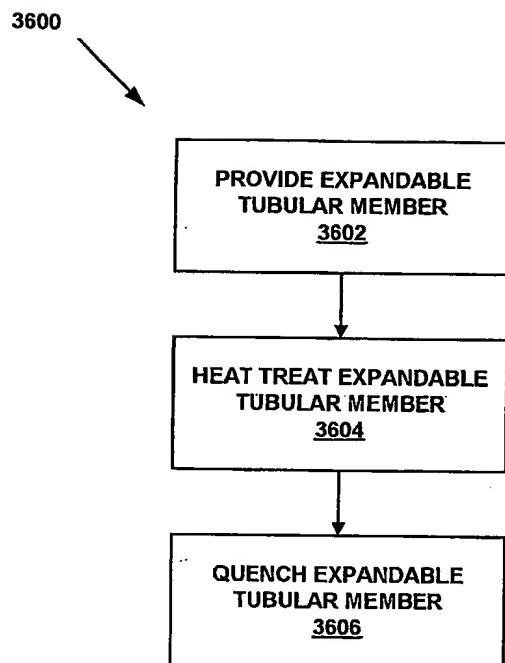 3600
PROVIDE EXPANDABLE
TUBULAR MEMBER
3602
HEAT TREAT EXPANDABLE
TUBULAR MEMBER
3604
QUENCH EXPANDABLE
TUBULAR MEMBER
3606